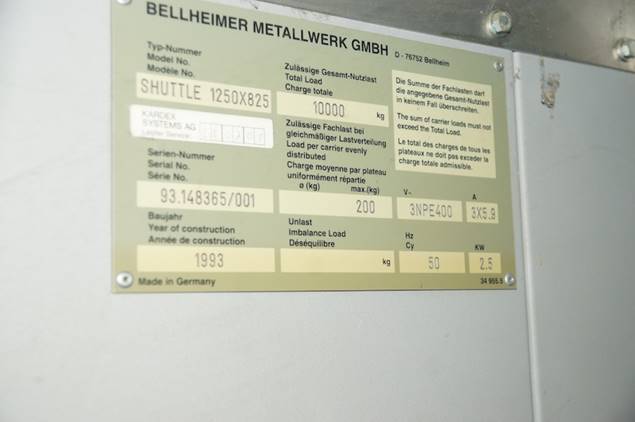 BELLHEIMER METALLWERK GMBH D - 76752 Bellheim
Typ-Nummer
Model No.
Modèle No.
SHUTTLE 1250X825
KARDEX
SYSTEMS AG
Letzter Service:
Serien-Nummer
Serial No.
Série No.
93.148365/001
Baujahr
Year of construction
Année de construction
1993
Made in Germany
Zulässige Gesamt-Nutzlast
Total Load
Charge totale
10000 kg
Zulässige Fachlast bei
gleichmäßiger Lastverteilung
Load per carrier evenly
distributed
Charge moyenne par plateau
uniformément répartie
ø (kg) max.(kg)
200
Unlast
Imbalance Load
Déséquilibre
kg
Die Summe der Fachlasten darf
die angegebene Gesamt-Nutzlast
in keinem Fall überschreiten.
The sum of carrier loads must not
exceed the Total Load.
Le total des charges de tous les
plateaux ne doit pas exceder la
charge totale admissible.
V~ A
3NPE400 3X5.9
Hz
Cy KW
50 2.5
34 955.5